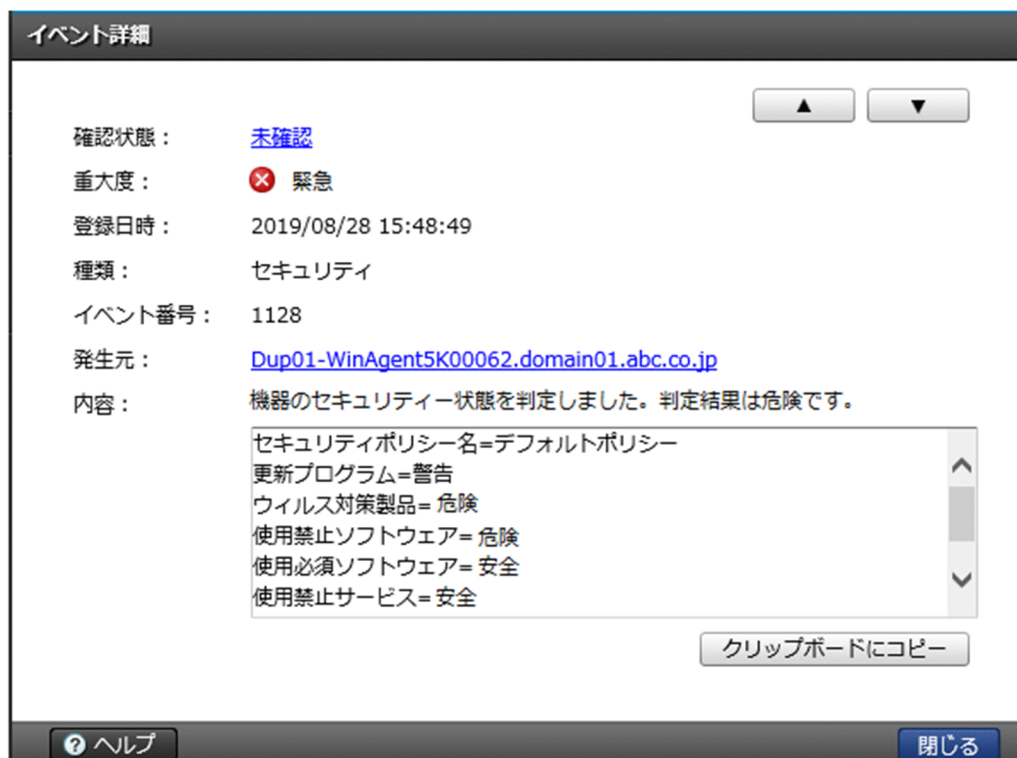 イベント詳細
▲ ▼
確認状態： 未確認
重大度： 緊急
登録日時： 2019/08/28 15:48:49
種類： セキュリティ
イベント番号： 1128
発生元： Dup01-WinAgent5K00062.domain01.abc.co.jp
内容： 機器のセキュリティー状態を判定しました。判定結果は危険です。
セキュリティポリシー名=デフォルトポリシー
更新プログラム=警告
ウィルス対策製品= 危険
使用禁止ソフトウェア= 危険
使用必須ソフトウェア= 安全
使用禁止サービス= 安全
クリップボードにコピー
? ヘルプ 閉じる